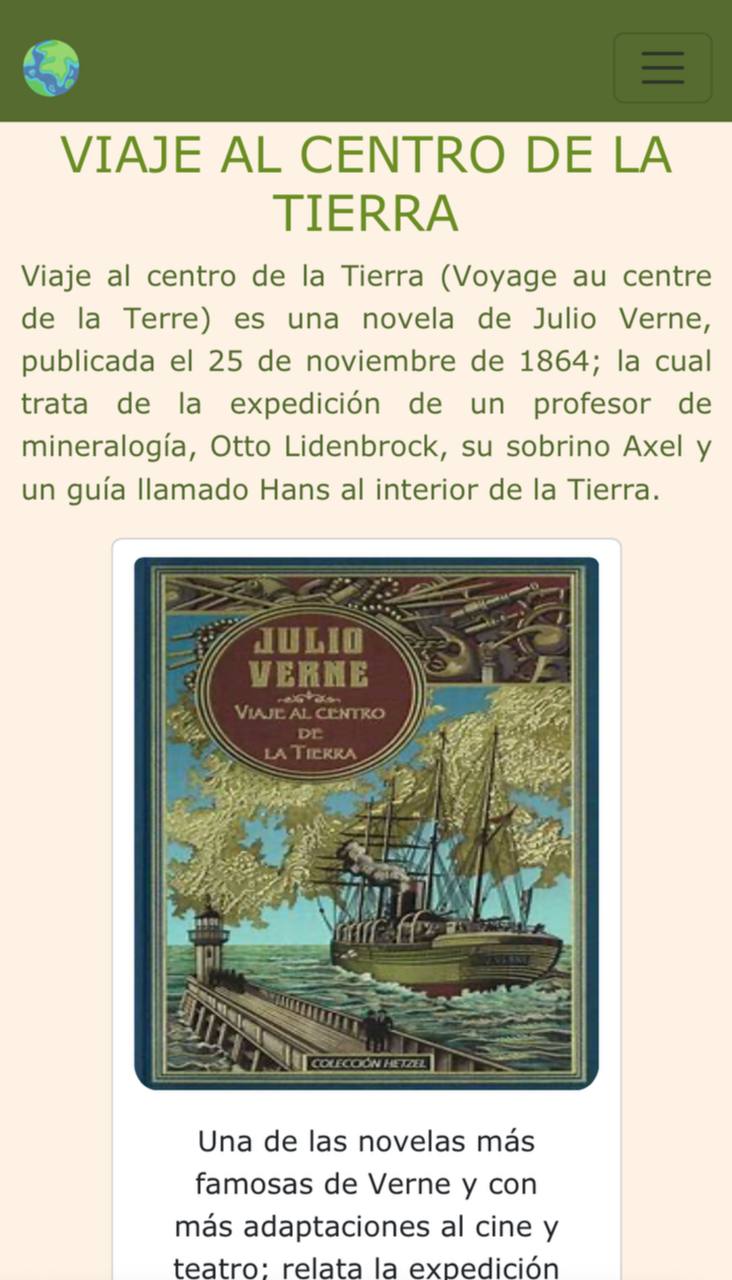 VIAJE AL CENTRO DE LA
TIERRA
Viaje al centro de la Tierra (Voyage au centre
de la Terre) es una novela de Julio Verne,
publicada el 25 de noviembre de 1864; la cual
trata de la expedición de un profesor de
mineralogía, Otto Lidenbrock, su sobrino Axel y
un guía llamado Hans al interior de la Tierra.
JULIO
VERNE
VIAJE AL CENTRO
DE
LA TIERRA
J.VERNE
COLECCIÓN HETZEL
Una de las novelas más
famosas de Verne y con
más adaptaciones al cine y
teatro; relata la expedición